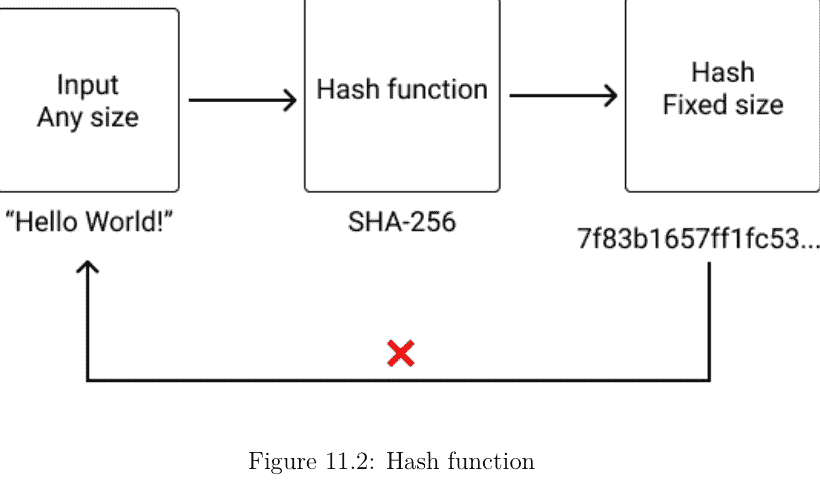 Input
Any size
Hash function
Hash
Fixed size
“Hello World!”
SHA-256
7f83b1657ff1fc53...
Figure 11.2: Hash function